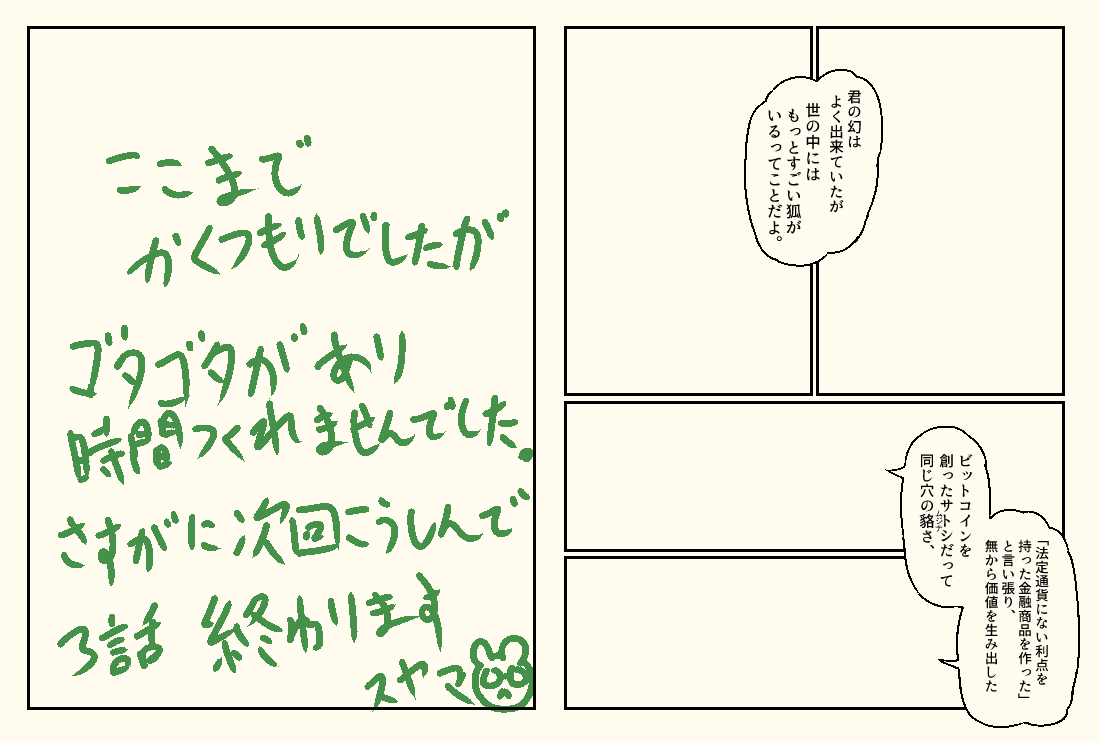 君の幻は
よく出来ていたが
世の中には
もっとすごい狐が
いるってことだよ。
「法定通貨にない利点を
持った金融商品を作った」
と言い張り、
無から価値を生み出した
ビットコインを
創ったサトシだって
同じ穴の貉さ、
ムジナ
ここまで
かくつもりでしたが
ゴタゴタがあり
時間つくれませんでした。
さすがに次回こうしんで
3話 終わります
スヤマ